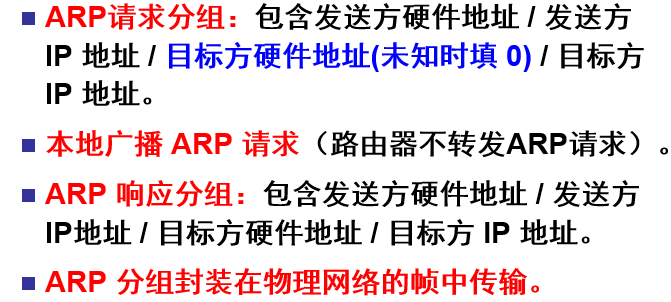 ARP请求分组：包含发送方硬件地址 / 发送方
IP 地址 / 目标方硬件地址(未知时填 0) / 目标方
IP 地址。
本地广播 ARP 请求（路由器不转发ARP请求）。
ARP 响应分组：包含发送方硬件地址 / 发送方
IP地址 / 目标方硬件地址 / 目标方 IP 地址。
ARP 分组封装在物理网络的帧中传输。